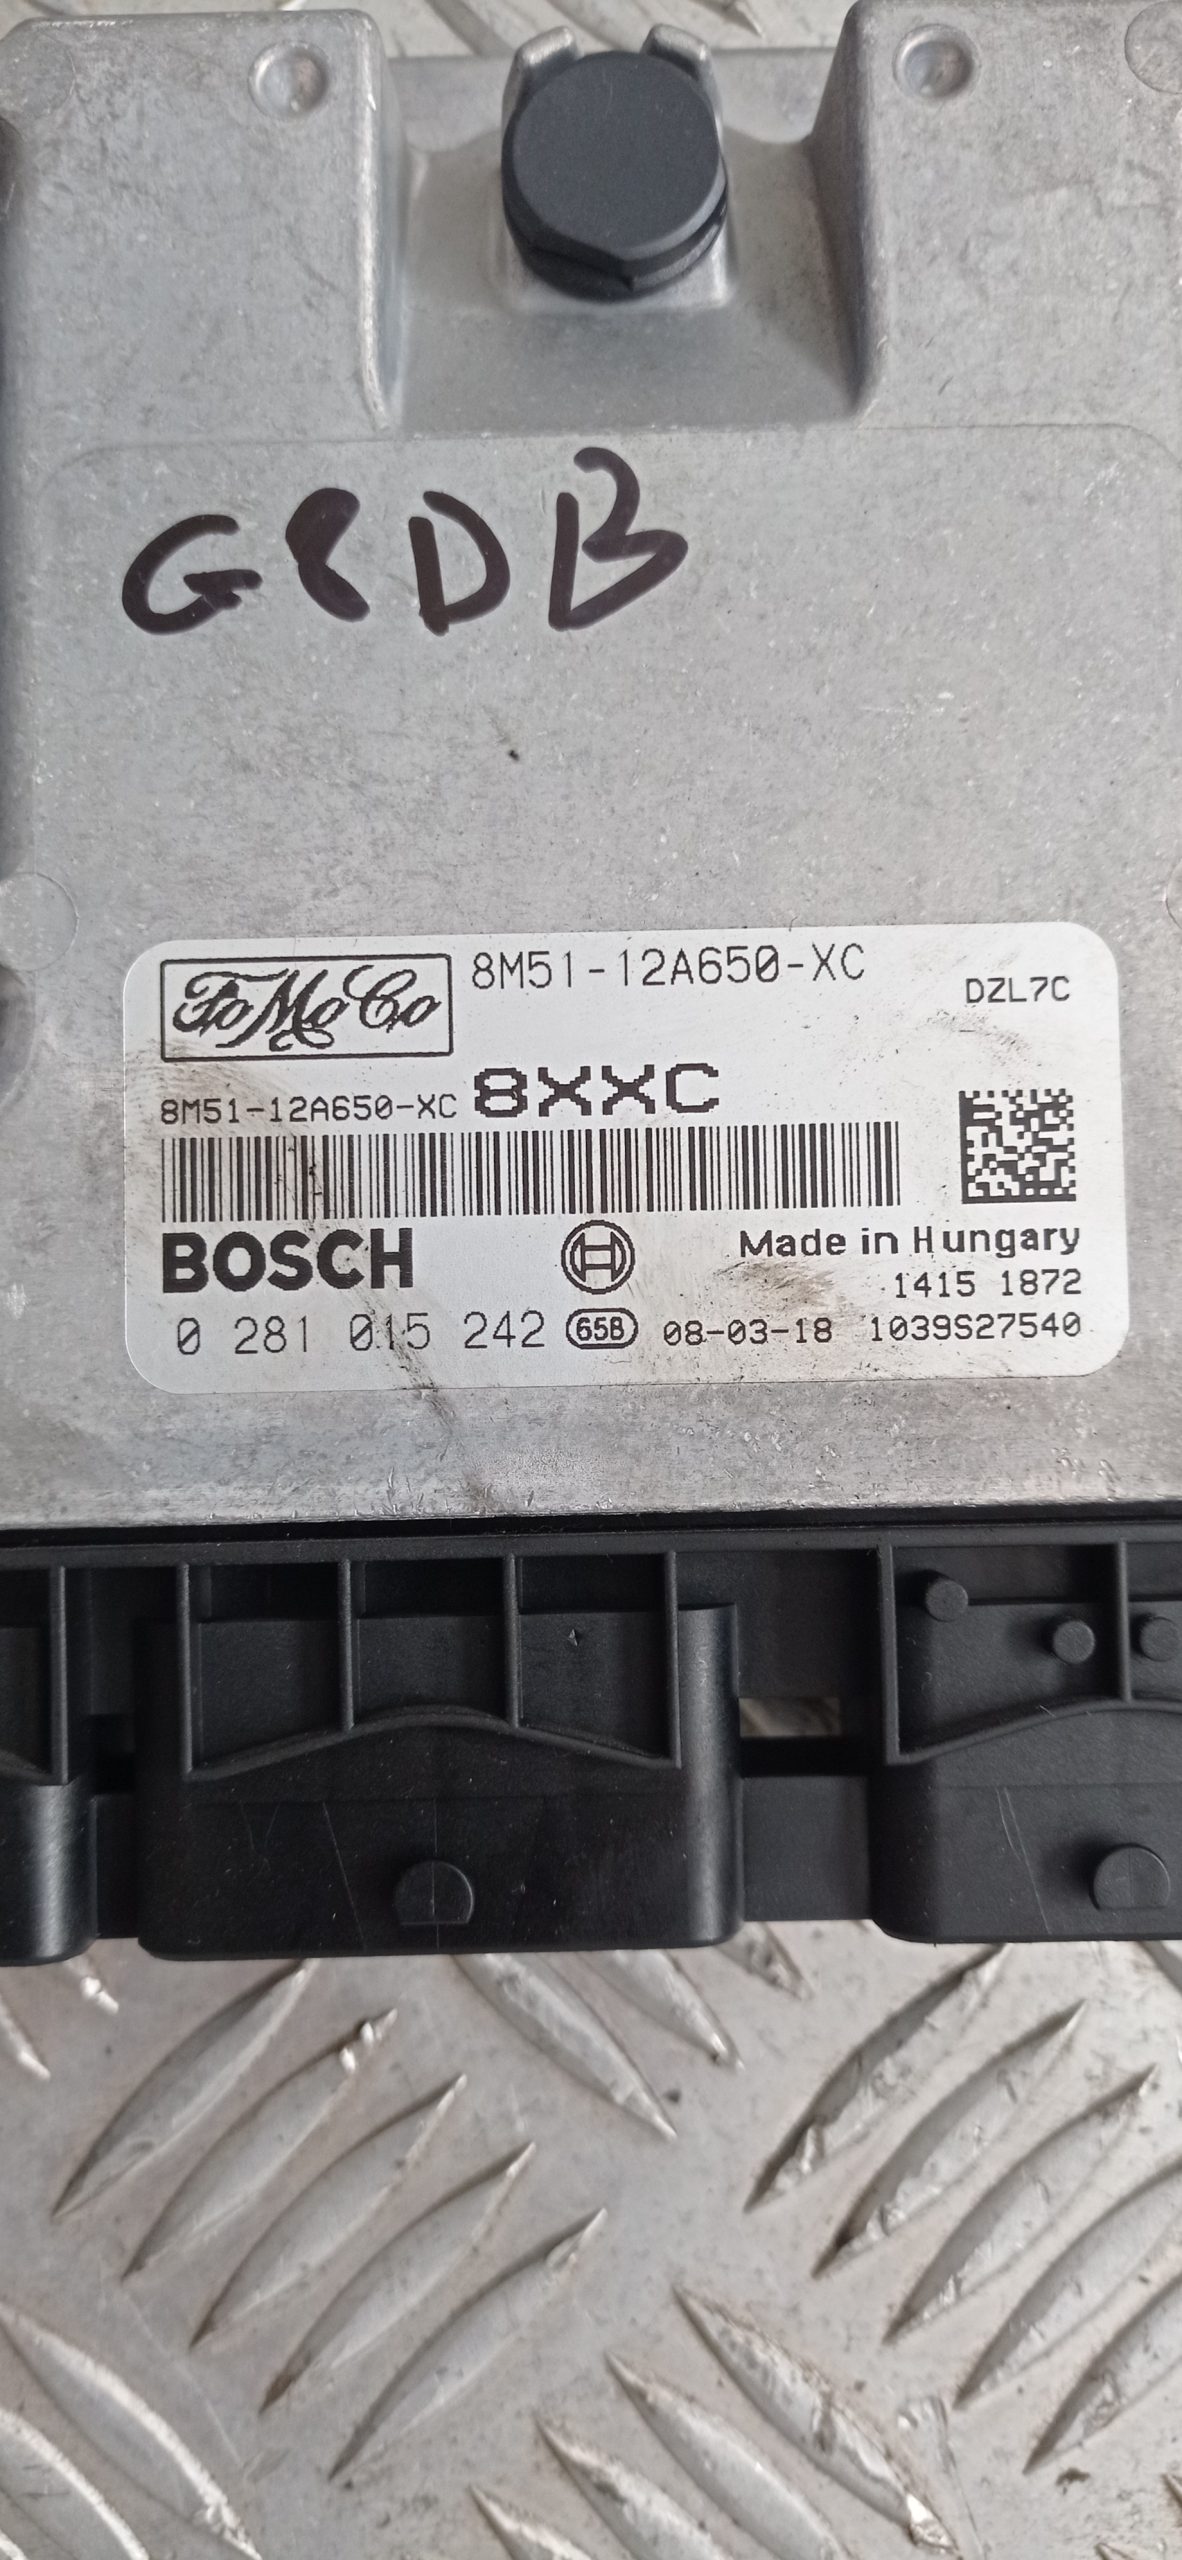 G8DB
FoMoCo
8M51-12A650-XC
DZL7C
8M51-12A650-XC 8XXC
BOSCH
Made in Hungary
1415 1872
0 281 015 242 65B 08-03-18 1039S27540